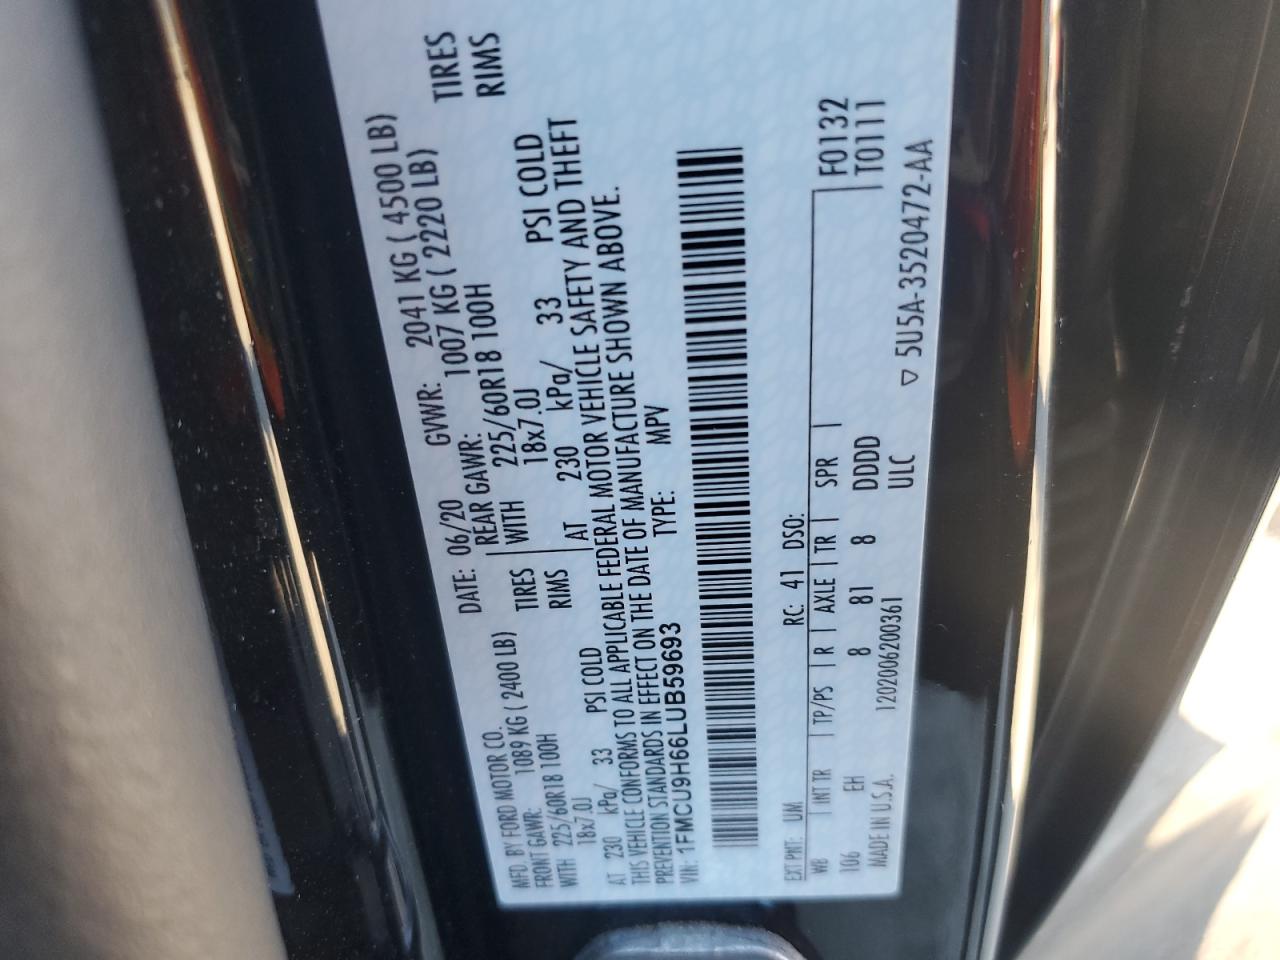 MFD. BY FORD MOTOR CO. DATE: 06/20 GVWR: 2041 KG ( 4500 LB)
FRONT GAWR: 1089 KG ( 2400 LB) REAR GAWR: 1007 KG ( 2220 LB)
WITH 225/60R18 100H TIRES WITH 225/60R18 100H TIRES
18x7.0J RIMS 18x7.0J RIMS
AT 230 kPa/ 33 PSI COLD AT 230 kPa/ 33 PSI COLD
THIS VEHICLE CONFORMS TO ALL APPLICABLE FEDERAL MOTOR VEHICLE SAFETY AND THEFT
PREVENTION STANDARDS IN EFFECT ON THE DATE OF MANUFACTURE SHOWN ABOVE.
VIN: 1FMCU9H66LUB59693 TYPE: MPV
EXT PNT: UM RC: 41 DSO: F0132
WB INT TR TP/PS R AXLE TR SPR T0111
106 EH 8 81 8 DDDD
MADE IN U.S.A. 120200620036​1 ULC
▽ 5U5A-3520472-AA